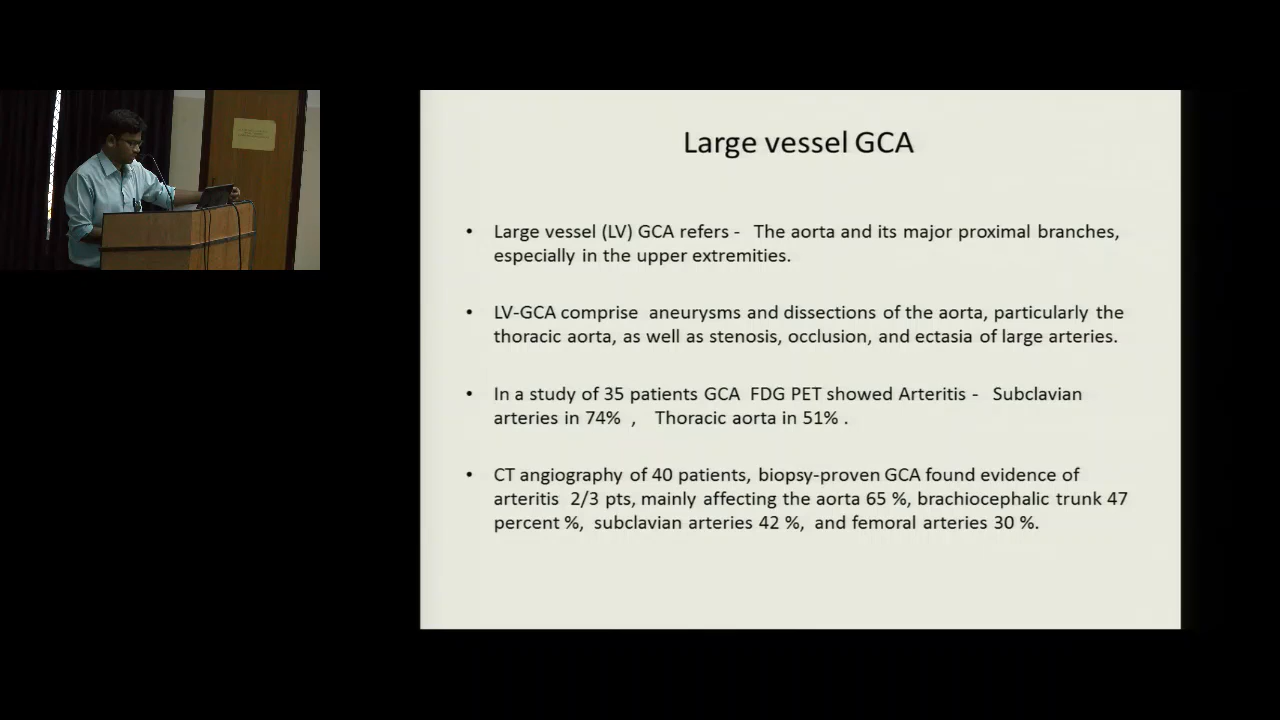 Large vessel GCA
• Large vessel (LV) GCA refers - The aorta and its major proximal branches,
especially in the upper extremities.
• LV-GCA comprise aneurysms and dissections of the aorta, particularly the
thoracic aorta, as well as stenosis, occlusion, and ectasia of large arteries.
• In a study of 35 patients GCA FDG PET showed Arteritis - Subclavian
arteries in 74% , Thoracic aorta in 51% .
• CT angiography of 40 patients, biopsy-proven GCA found evidence of
arteritis 2/3 pts, mainly affecting the aorta 65 %, brachiocephalic trunk 47
percent %, subclavian arteries 42 %, and femoral arteries 30 %.